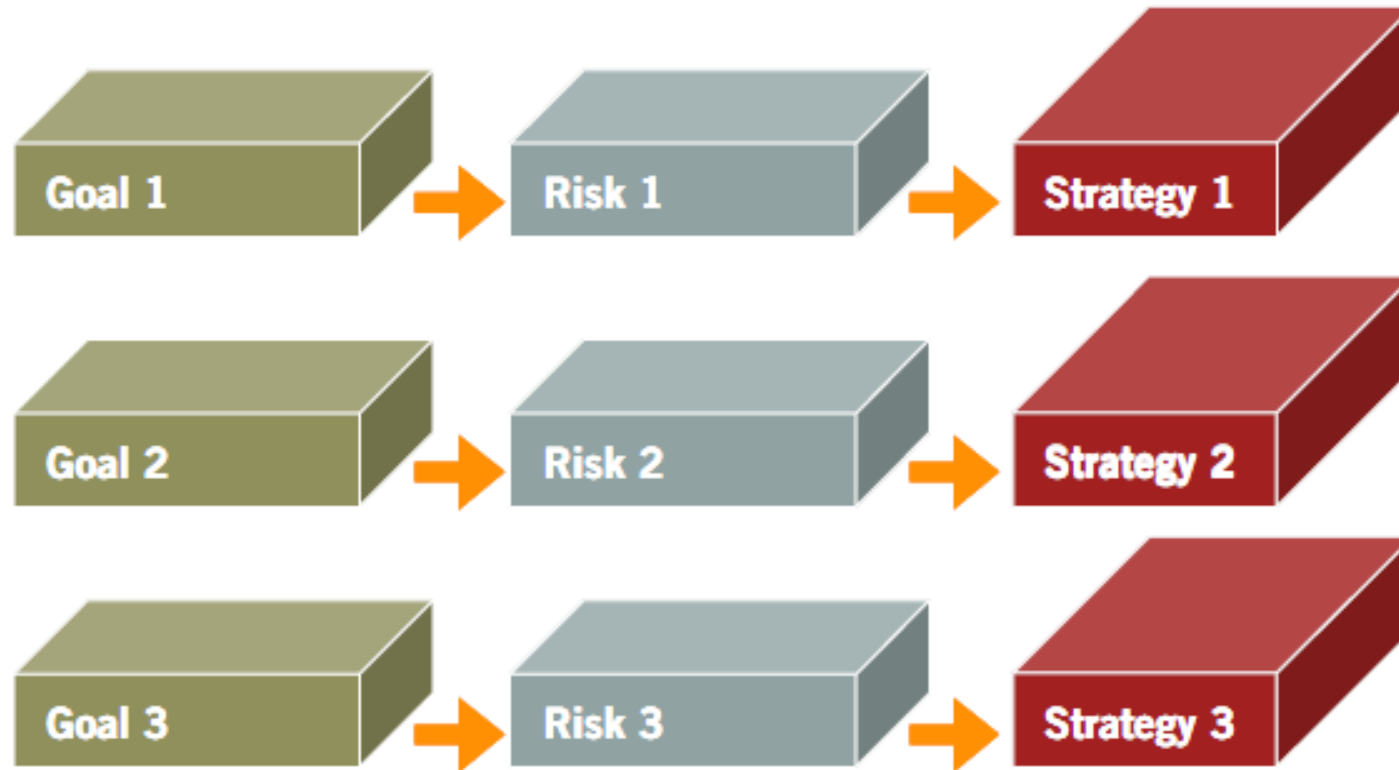 Goal 1
Risk 1
Strategy 1
Goal 2
Risk 2
Strategy 2
Goal 3
Risk 3
Strategy 3